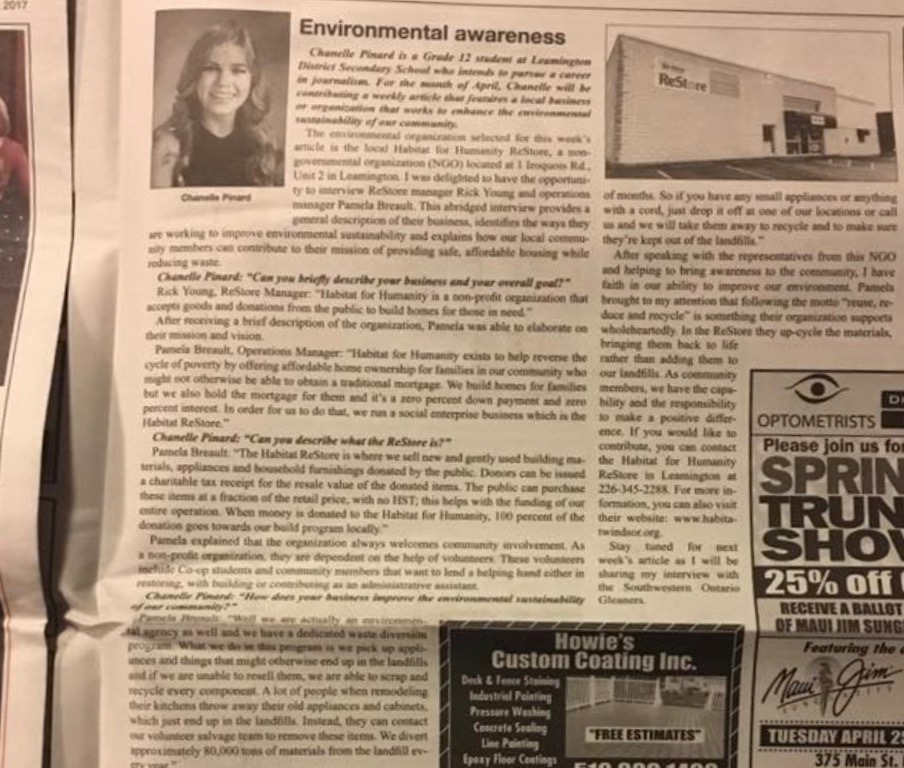 2017
Environmental awareness
Chanelle Pinard is a Grade 12 student at Leamington
District Secondary School who intends to pursue a career
in journalism. For the month of April, Chanelle will be
contributing a weekly article that features a local business
or organization that works to enhance the environmental
sustainability of our community.
The environmental organization selected for this week's
article is the local Habitat for Humanity ReStore, a non-
governmental organization (NGO) located at 1 Iroquois Rd.,
Unit 2 in Leamington. I was delighted to have the opportuni-
ty to interview ReStore manager Rick Young and operations
manager Pamela Breault. This abridged interview provides a
general description of their business, identifies the ways they
are working to improve environmental sustainability and explains how our local commu-
nity members can contribute to their mission of providing safe, affordable housing while
reducing waste.
Chanelle Pinard: "Can you briefly describe your business and your overall goal?"
Rick Young, ReStore Manager: "Habitat for Humanity is a non-profit organization that
accepts goods and donations from the public to build homes for those in need."
After receiving a brief description of the organization, Pamela was able to elaborate on
their mission and vision.
Pamela Breault, Operations Manager: "Habitat for Humanity exists to help reverse the
cycle of poverty by offering affordable home ownership for families in our community who
might not otherwise be able to obtain a traditional mortgage. We build homes for families
but we also hold the mortgage for them and it's a zero percent down payment and zero
percent interest. In order for us to do that, we run a social enterprise business which is the
Habitat ReStore."
Chanelle Pinard: "Can you describe what the ReStore is?"
Pamela Breault: "The Habitat ReStore is where we sell new and gently used building ma-
terials, appliances and household furnishings donated by the public. Donors can be issued
a charitable tax receipt for the resale value of the donated items. The public can purchase
these items at a fraction of the retail price, with no HST; this helps with the funding of our
entire operation. When money is donated to the Habitat for Humanity, 100 percent of the
donation goes towards our build program locally."
Pamela explained that the organization always welcomes community involvement. As
a non-profit organization, they are dependent on the help of volunteers. These volunteers
include Co-op students and community members that want to lend a helping hand either in
restoring, with building or contributing as an administrative assistant.
Chanelle Pinard: "How does your business improve the environmental sustainability
of our community?"
Pamela Breault: "Well we are actually an environmen-
tal agency as well and we have a dedicated waste diversion
program. What we do in this program is we pick up appli-
ances and things that might otherwise end up in the landfills
and if we are unable to resell them, we are able to scrap and
recycle every component. A lot of people when remodeling
their kitchens throw away their old appliances and cabinets,
which just end up in the landfills. Instead, they can contact
our volunteer salvage team to remove these items. We divert
approximately 80,000 tons of materials from the landfill ev-
ery year."
Chanelle Pinard
ReStore
of months. So if you have any small appliances or anything
with a cord, just drop it off at one of our locations or call
us and we will take them away to recycle and to make sure
they're kept out of the landfills."
After speaking with the representatives from this NGO
and helping to bring awareness to the community, I have
faith in our ability to improve our environment. Pamela
brought to my attention that following the motto "reuse, re-
duce and recycle" is something their organization supports
wholeheartedly. In the ReStore they up-cycle the materials,
bringing them back to life
rather than adding them to
our landfills. As community
members, we have the capa-
bility and the responsibility
to make a positive differ-
ence. If you would like to
contribute, you can contact
the Habitat for Humanity
ReStore in Leamington at
226-345-2288. For more in-
formation, you can also visit
their website: www.habita-
twindsor.org.
Stay tuned for next
week's article as I will be
sharing my interview with
the Southwestern Ontario
Gleaners.
Howie's
Custom Coating Inc.
Deck & Fence Staining
Industrial Painting
Pressure Washing
Concrete Sealing
Line Painting
Epoxy Floor Coatings
"FREE ESTIMATES"
OPTOMETRISTS
Please join us fo
SPRIN
TRUN
SHOW
25% off
RECEIVE A BALLOT
OF MAUI JIM SUNG
Featuring the
Maui Jim
TUESDAY APRIL 2
375 Main St.